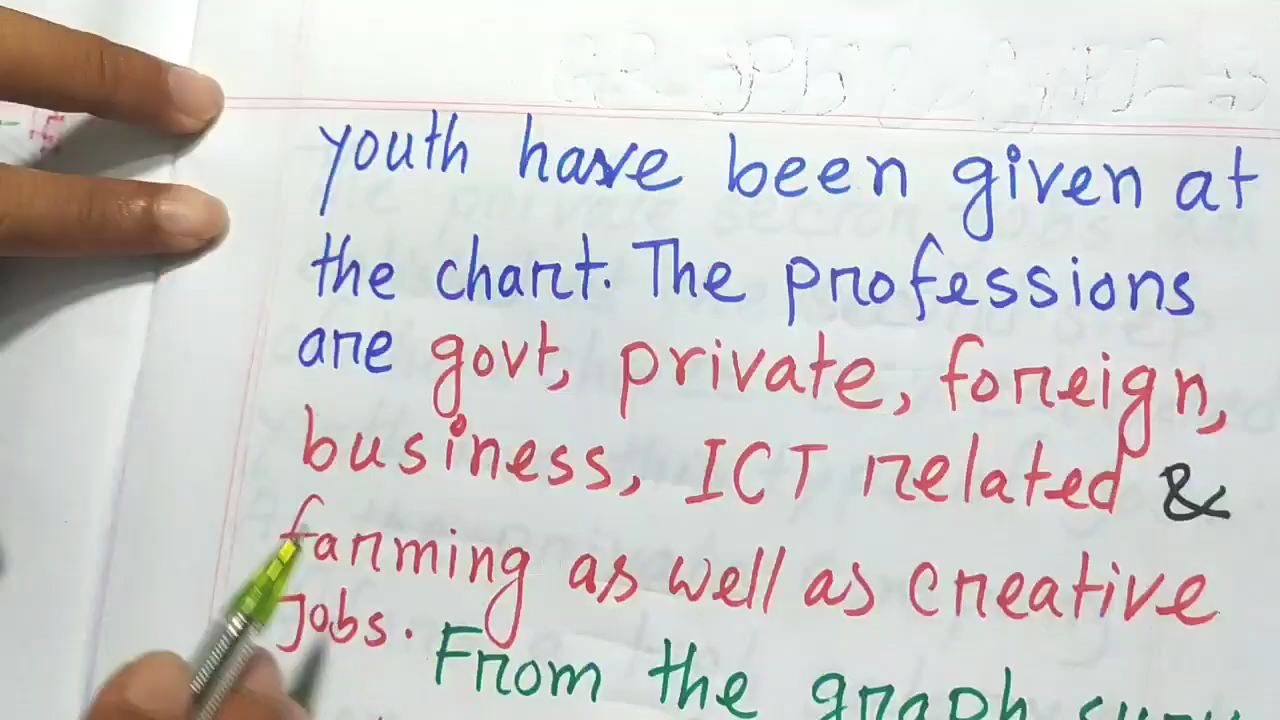 youth have been given at
the chart. The professions
are govt, private, foreign,
business, ICT related &
farming as well as creative
Jobs. From the graph